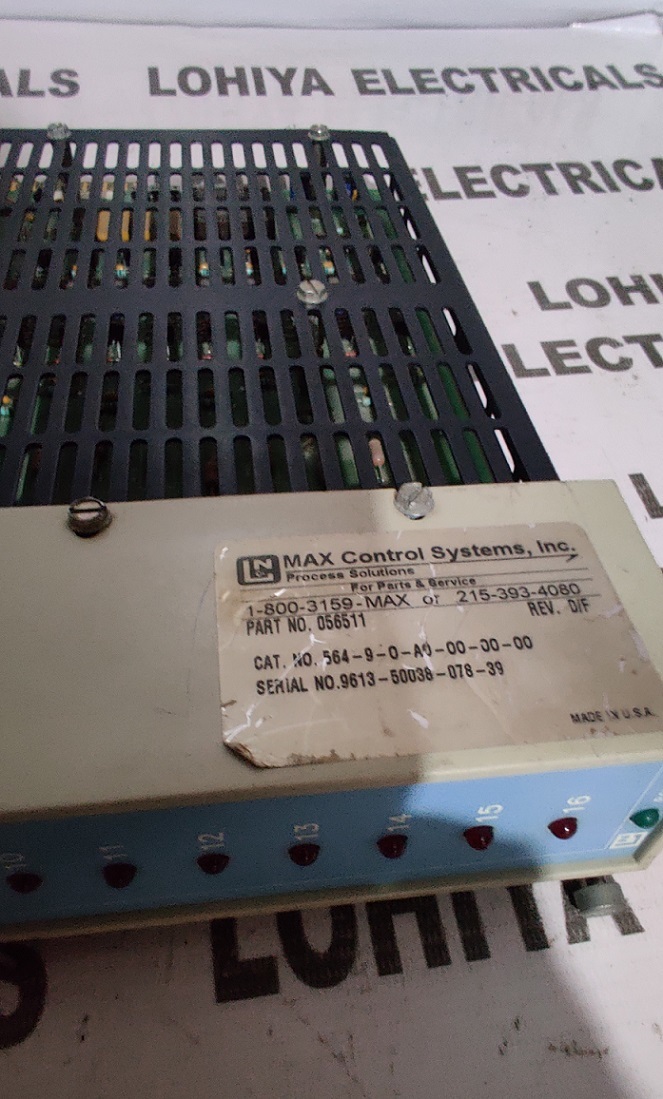 ALS LOHIYA ELECTRICALS
ELECTRICA
LOHI
LECT
L
L&N MAX Control Systems, Inc.
Process Solutions
For Parts & Service
1-800-3159-MAX or 215-393-4080
PART NO. 056511 REV. D/F
CAT. NO. 564-9-0-A0-00-00-00
SERIAL NO.9613-50038-078-39
MADE IN U.S.A.
10 11 12 13 14 15 16
LOHIYA
S